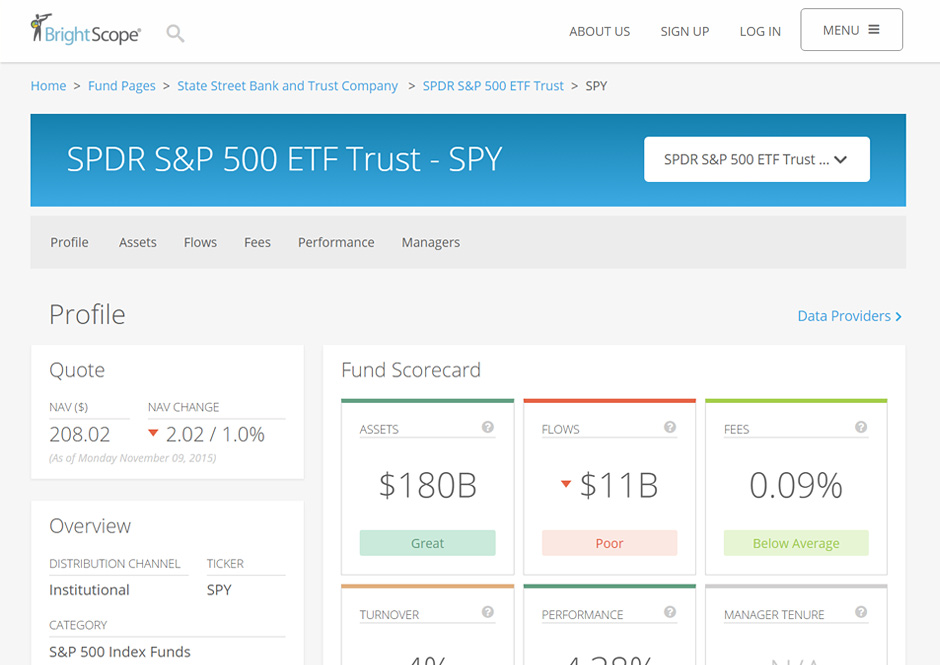 BrightScope®
ABOUT US SIGN UP LOG IN MENU
Home > Fund Pages > State Street Bank and Trust Company > SPDR S&P 500 ETF Trust > SPY
SPDR S&P 500 ETF Trust - SPY
SPDR S&P 500 ETF Trust ...
Profile Assets Flows Fees Performance Managers
Profile
Data Providers
Quote
NAV ($) NAV CHANGE
208.02 2.02 / 1.0%
(As of Monday November 09, 2015)
Overview
DISTRIBUTION CHANNEL TICKER
Institutional SPY
CATEGORY
S&P 500 Index Funds
Fund Scorecard
ASSETS ?
$180B
Great
FLOWS ?
$11B
Poor
FEES ?
0.09%
Below Average
TURNOVER ?
4%
PERFORMANCE ?
MANAGER TENURE ?
N/A